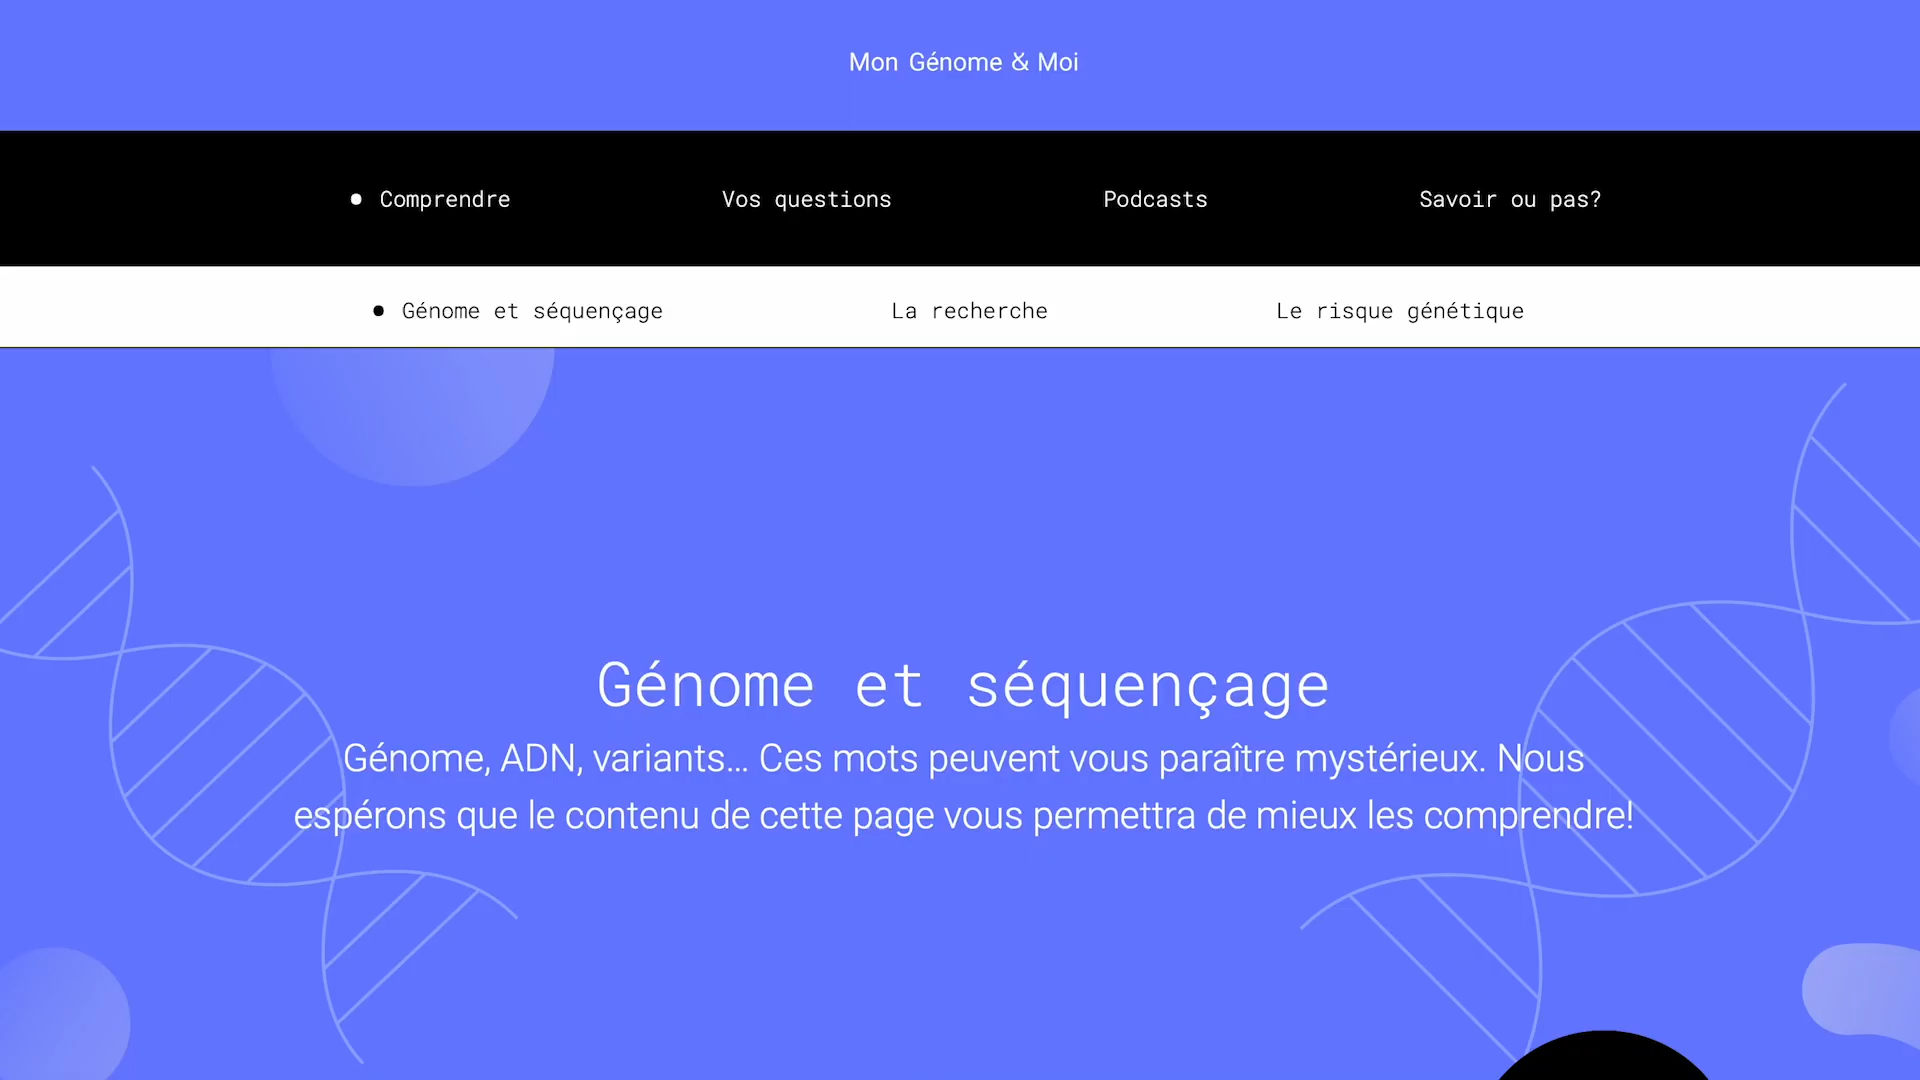 Mon Génome & Moi
Comprendre
Vos questions
Podcasts
Savoir ou pas?
Génome et séquençage
La recherche
Le risque génétique
Génome et séquençage
Génome, ADN, variants... Ces mots peuvent vous paraître mystérieux. Nous
espérons que le contenu de cette page vous permettra de mieux les comprendre!